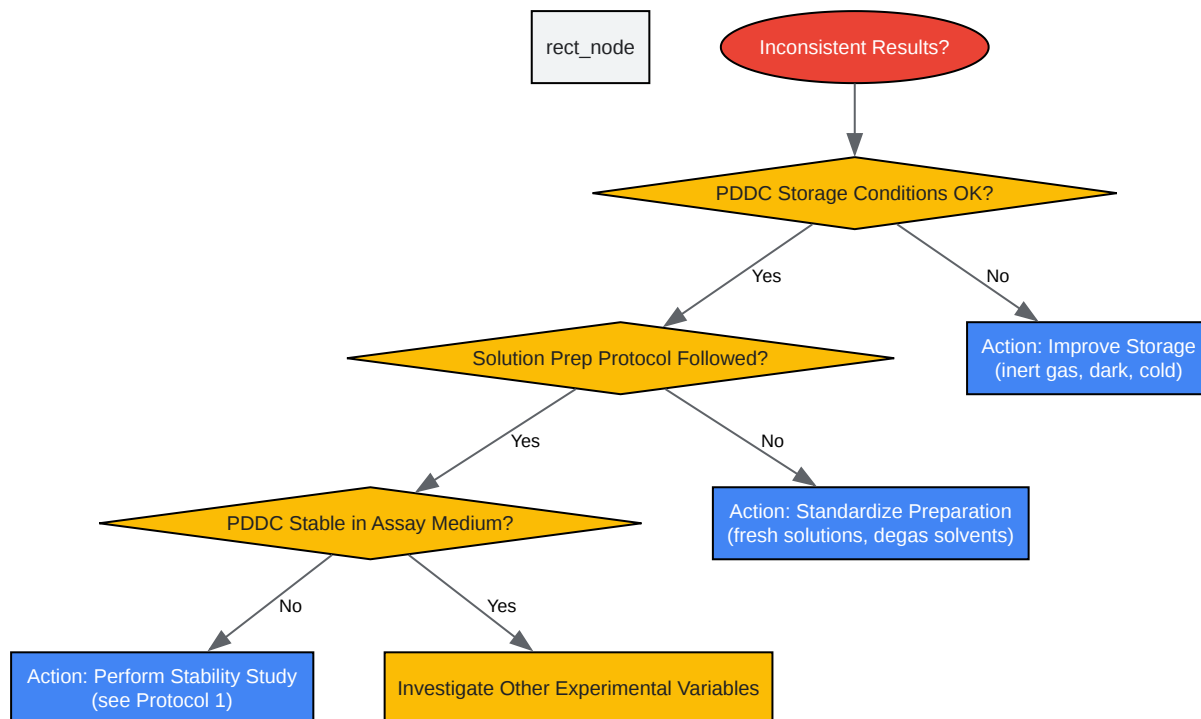 rect_node
Inconsistent Results?
PDDC Storage Conditions OK?
Yes
No
Solution Prep Protocol Followed?
Action: Improve Storage
(inert gas, dark, cold)
Yes
No
PDDC Stable in Assay Medium?
Action: Standardize Preparation
(fresh solutions, degas solvents)
No
Yes
Action: Perform Stability Study
(see Protocol 1)
Investigate Other Experimental Variables